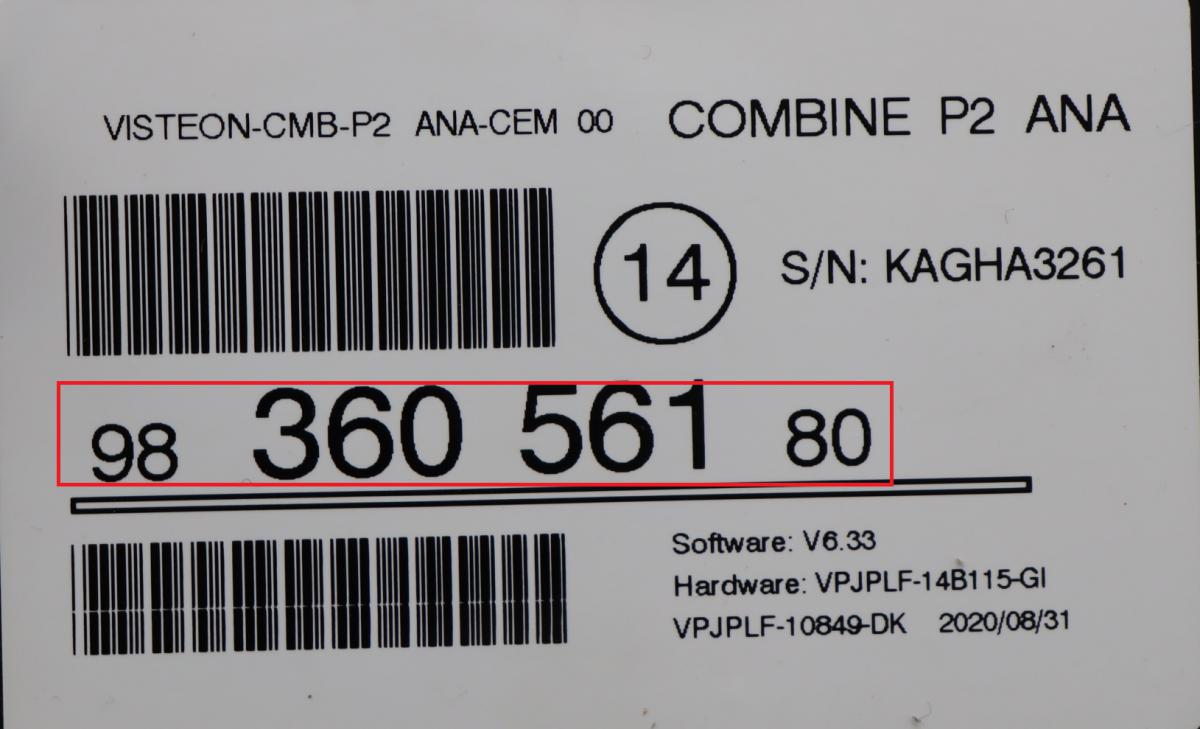 VISTEON-CMB-P2 ANA-CEM 00 COMBINE P2 ANA
14 S/N: KAGHA3261
98 360 561 80
Software: V6.33
Hardware: VPJPLF-14B115-GI
VPJPLF-10849-DK 2020/08/31